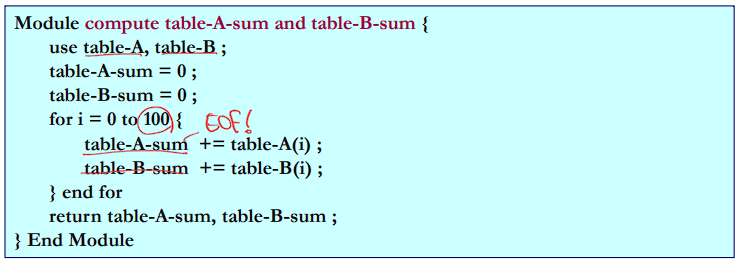 Module compute table-A-sum and table-B-sum {
use table-A, table-B ;
table-A-sum = 0 ;
table-B-sum = 0 ;
for i = 0 to 100 { EOF!
table-A-sum += table-A(i) ;
table-B-sum += table-B(i) ;
} end for
return table-A-sum, table-B-sum ;
} End Module